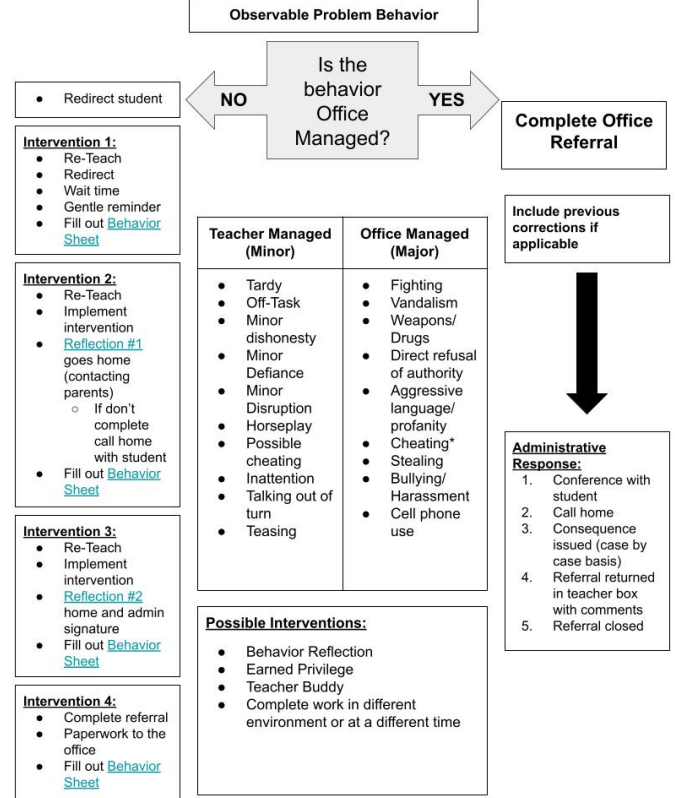 Observable Problem Behavior
Is the
behavior
Office
Managed?
NO
YES
● Redirect student
Intervention 1:
● Re-Teach
● Redirect
● Wait time
● Gentle reminder
● Fill out Behavior
Sheet
Intervention 2:
● Re-Teach
● Implement
intervention
● Reflection #1
goes home
(contacting
parents)
○ If don't
complete
call home
with student
● Fill out Behavior
Sheet
Intervention 3:
● Re-Teach
● Implement
intervention
● Reflection #2
home and admin
signature
● Fill out Behavior
Sheet
Intervention 4:
● Complete referral
● Paperwork to the
office
● Fill out Behavior
Sheet
Teacher Managed
(Minor)
● Tardy
● Off-Task
● Minor
dishonesty
● Minor
Defiance
● Minor
Disruption
● Horseplay
● Possible
cheating
● Inattention
● Talking out of
turn
● Teasing
Office Managed
(Major)
● Fighting
● Vandalism
● Weapons/
Drugs
● Direct refusal
of authority
● Aggressive
language/
profanity
● Cheating*
● Stealing
● Bullying/
Harassment
● Cell phone
use
Possible Interventions:
● Behavior Reflection
● Earned Privilege
● Teacher Buddy
● Complete work in different
environment or at a different time
Complete Office
Referral
Include previous
corrections if
applicable
Administrative
Response:
1. Conference with
student
2. Call home
3. Consequence
issued (case by
case basis)
4. Referral returned
in teacher box
with comments
5. Referral closed